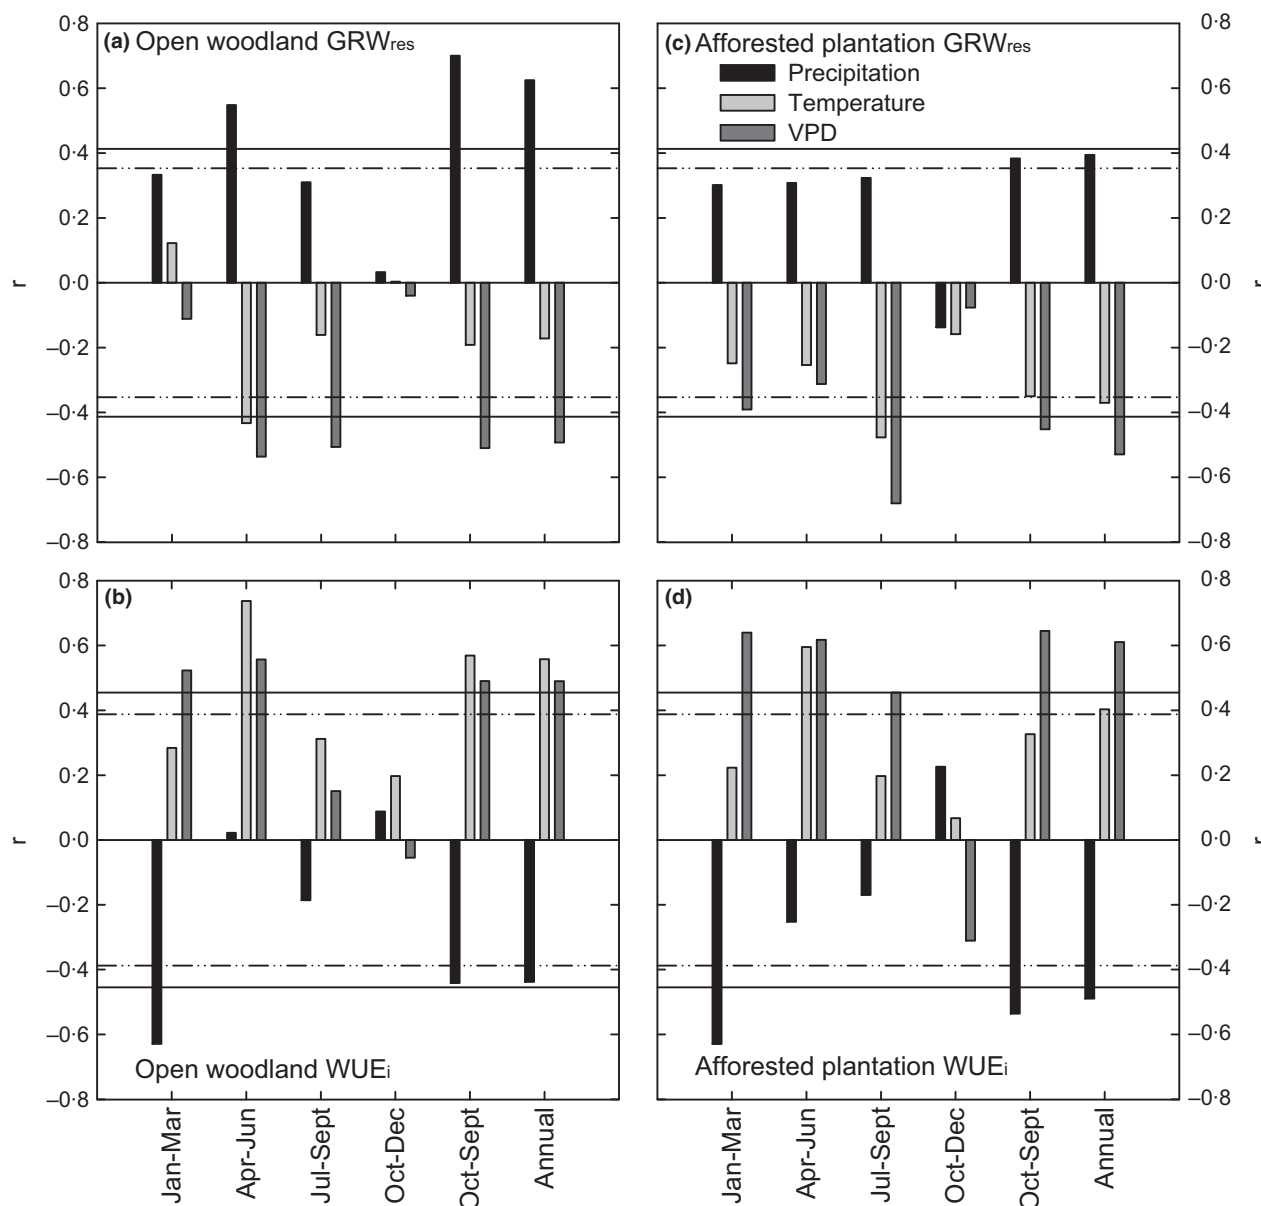 (a) Open woodland GRWres
0·8
0·6
0·4
0·2
0·0
–0·2
–0·4
–0·6
–0·8
r
(c) Afforested plantation GRWres
Precipitation
Temperature
VPD
0·8
0·6
0·4
0·2
0·0
–0·2
–0·4
–0·6
–0·8
r
(b)
0·8
0·6
0·4
0·2
0·0
–0·2
–0·4
–0·6
–0·8
r
Open woodland WUEi
Jan-Mar
Apr-Jun
Jul-Sept
Oct-Dec
Oct-Sept
Annual
(d)
0·8
0·6
0·4
0·2
0·0
–0·2
–0·4
–0·6
–0·8
r
Afforested plantation WUEi
Jan-Mar
Apr-Jun
Jul-Sept
Oct-Dec
Oct-Sept
Annual